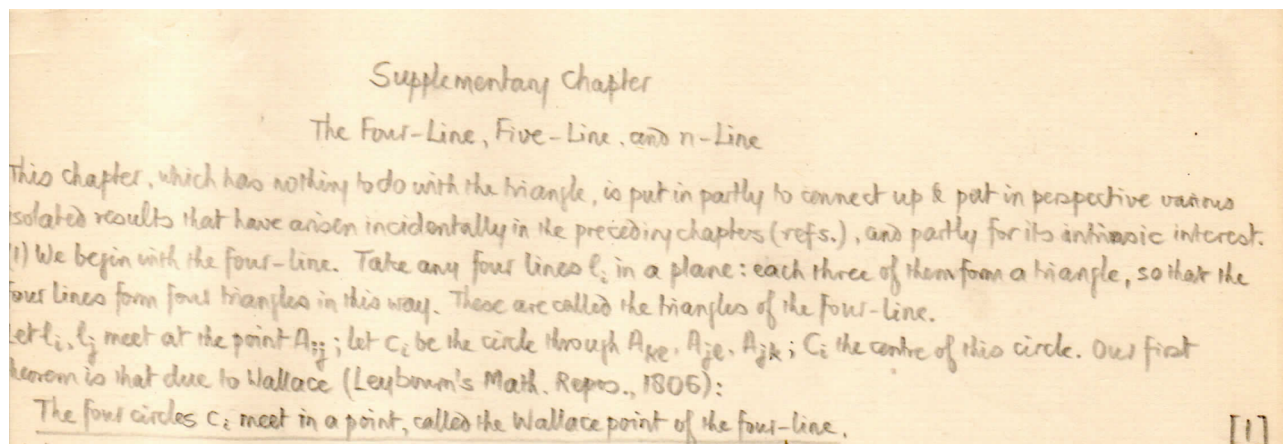 Supplementary Chapter
The Four-Line, Five-Line, and n-Line
This chapter, which has nothing to do with the triangle, is put in partly to connect up & put in perspective various
isolated results that have arisen incidentally in the preceding chapters (refs.), and partly for its intrinsic interest.
(1) We begin with the four-line. Take any four lines lᵢ in a plane: each three of them form a triangle, so that the
four lines form four triangles in this way. These are called the triangles of the four-line.
Let lᵢ, lⱼ meet at the point Aᵢⱼ; let cᵢ be the circle through Aₖₗ, Aⱼₗ, Aⱼₖ; Cᵢ the centre of this circle. Our first
theorem is that due to Wallace (Leybourn's Math. Repos., 1806):
The four circles cᵢ meet in a point, called the Wallace point of the four-line. [1]